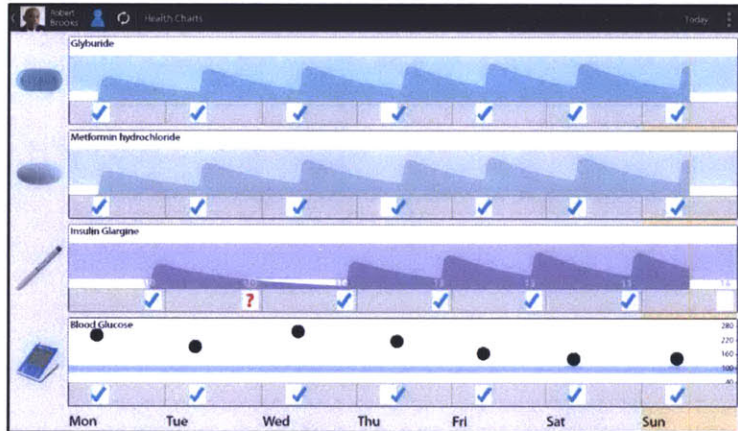 Robert
Brooks
Health Charts
Today
Glyburide
Metformin hydrochloride
Insulin Glargine
?
Blood Glucose
280
220
160
100
40
Mon Tue Wed Thu Fri Sat Sun